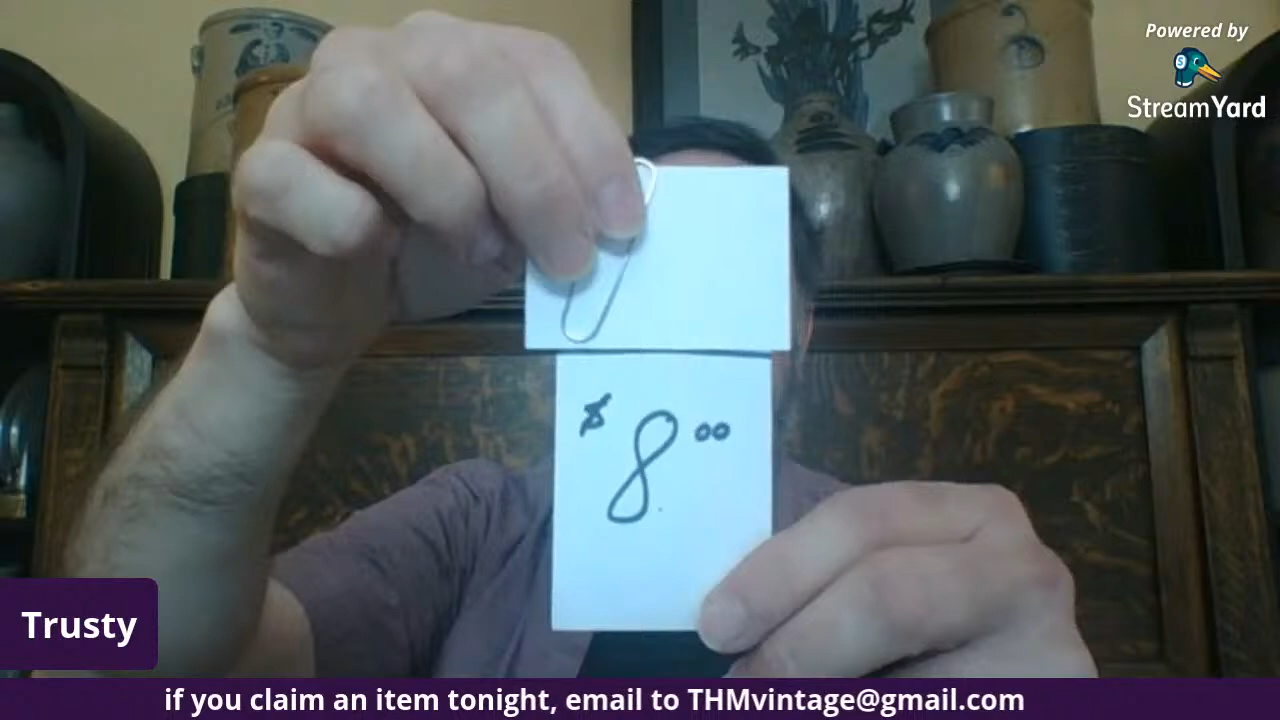 Powered by
StreamYard
$ 8.00
Trusty
if you claim an item tonight, email to THMvintage@gmail.com